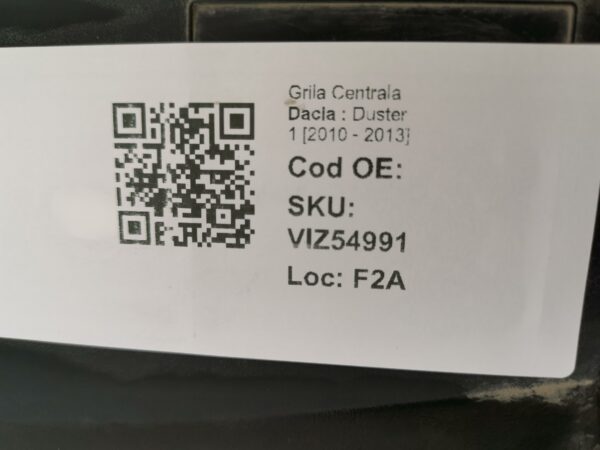 Grila Centrala
Dacia : Duster
1 [2010 - 2013]
Cod OE:
SKU:
VIZ54991
Loc: F2A